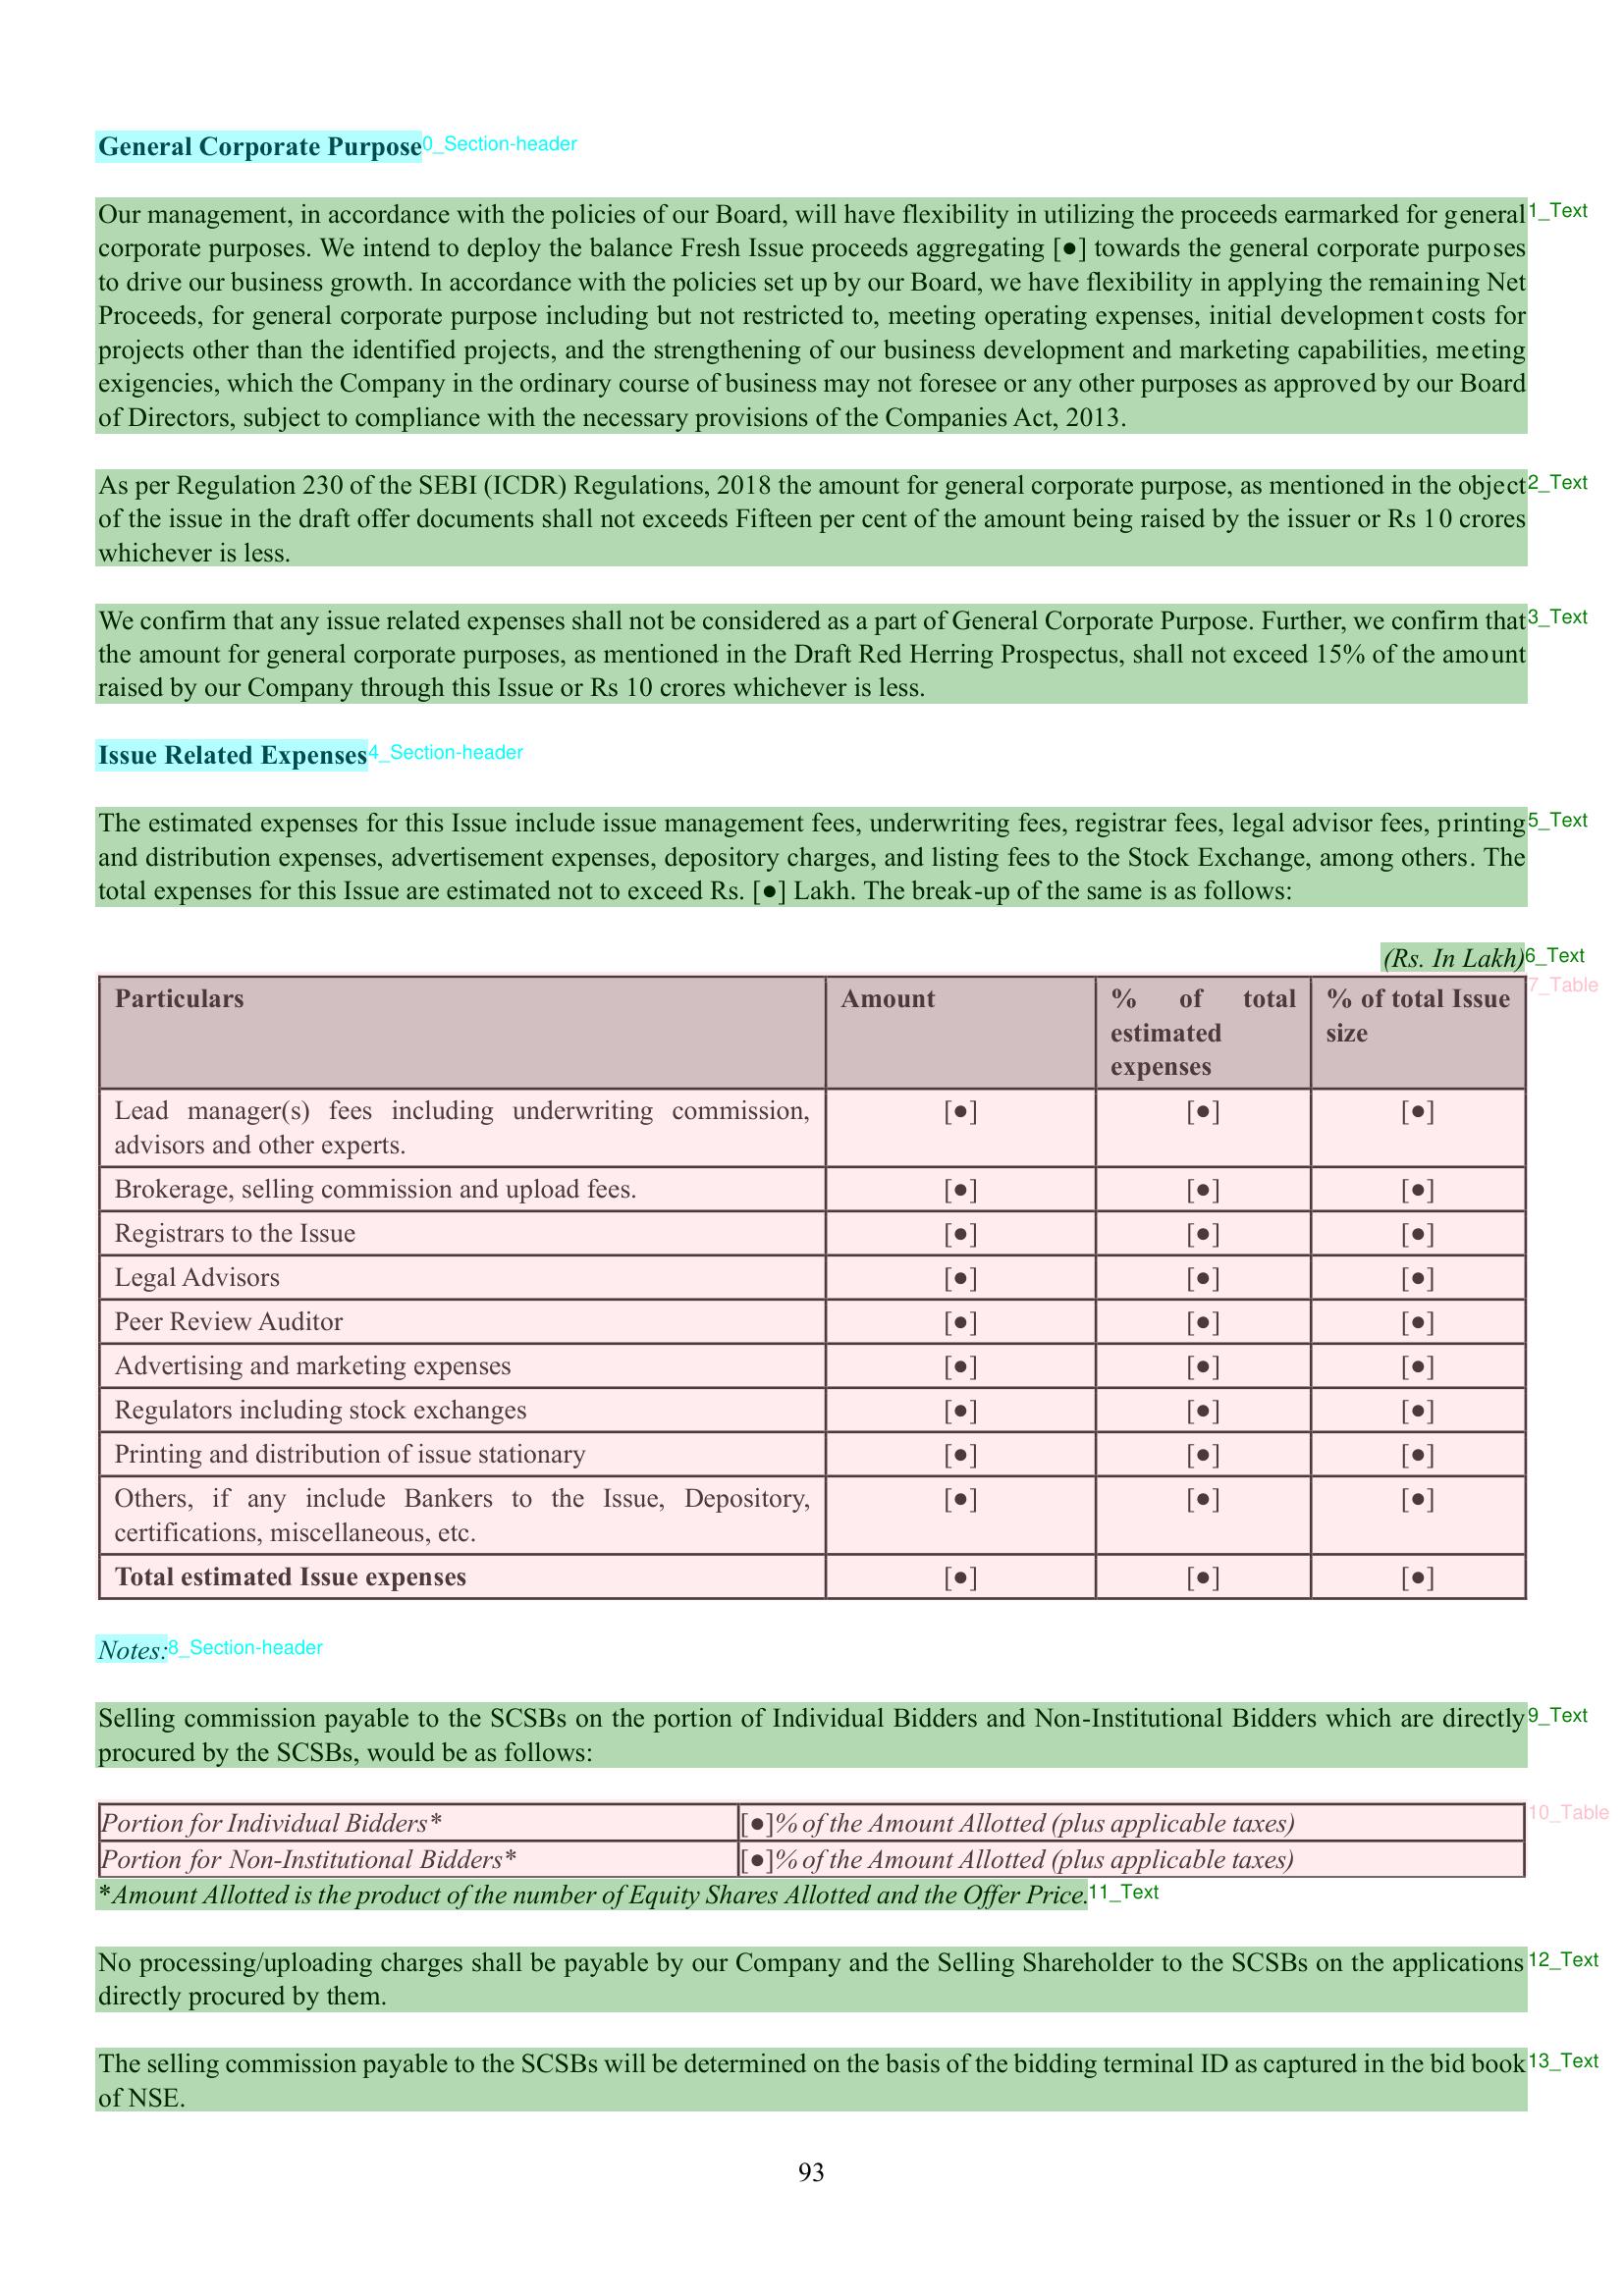 General Corporate Purpose 0_Section-header
Our management, in accordance with the policies of our Board, will have flexibility in utilizing the proceeds earmarked for general 1_Text
corporate purposes. We intend to deploy the balance Fresh Issue proceeds aggregating [●] towards the general corporate purposes
to drive our business growth. In accordance with the policies set up by our Board, we have flexibility in applying the remaining Net
Proceeds, for general corporate purpose including but not restricted to, meeting operating expenses, initial development costs for
projects other than the identified projects, and the strengthening of our business development and marketing capabilities, meeting
exigencies, which the Company in the ordinary course of business may not foresee or any other purposes as approved by our Board
of Directors, subject to compliance with the necessary provisions of the Companies Act, 2013.
As per Regulation 230 of the SEBI (ICDR) Regulations, 2018 the amount for general corporate purpose, as mentioned in the object 2_Text
of the issue in the draft offer documents shall not exceeds Fifteen per cent of the amount being raised by the issuer or Rs 10 crores
whichever is less.
We confirm that any issue related expenses shall not be considered as a part of General Corporate Purpose. Further, we confirm that 3_Text
the amount for general corporate purposes, as mentioned in the Draft Red Herring Prospectus, shall not exceed 15% of the amount
raised by our Company through this Issue or Rs 10 crores whichever is less.
Issue Related Expenses 4_Section-header
The estimated expenses for this Issue include issue management fees, underwriting fees, registrar fees, legal advisor fees, printing 5_Text
and distribution expenses, advertisement expenses, depository charges, and listing fees to the Stock Exchange, among others. The
total expenses for this Issue are estimated not to exceed Rs. [●] Lakh. The break-up of the same is as follows:
(Rs. In Lakh) 6_Text
7_Table
Particulars Amount % of total estimated expenses % of total Issue size
Lead manager(s) fees including underwriting commission, advisors and other experts. [●] [●] [●]
Brokerage, selling commission and upload fees. [●] [●] [●]
Registrars to the Issue [●] [●] [●]
Legal Advisors [●] [●] [●]
Peer Review Auditor [●] [●] [●]
Advertising and marketing expenses [●] [●] [●]
Regulators including stock exchanges [●] [●] [●]
Printing and distribution of issue stationary [●] [●] [●]
Others, if any include Bankers to the Issue, Depository, certifications, miscellaneous, etc. [●] [●] [●]
Total estimated Issue expenses [●] [●] [●]
Notes: 8_Section-header
Selling commission payable to the SCSBs on the portion of Individual Bidders and Non-Institutional Bidders which are directly 9_Text
procured by the SCSBs, would be as follows:
Portion for Individual Bidders* [●]% of the Amount Allotted (plus applicable taxes) 10_Table
Portion for Non-Institutional Bidders* [●]% of the Amount Allotted (plus applicable taxes)
*Amount Allotted is the product of the number of Equity Shares Allotted and the Offer Price. 11_Text
No processing/uploading charges shall be payable by our Company and the Selling Shareholder to the SCSBs on the applications 12_Text
directly procured by them.
The selling commission payable to the SCSBs will be determined on the basis of the bidding terminal ID as captured in the bid book 13_Text
of NSE.
93